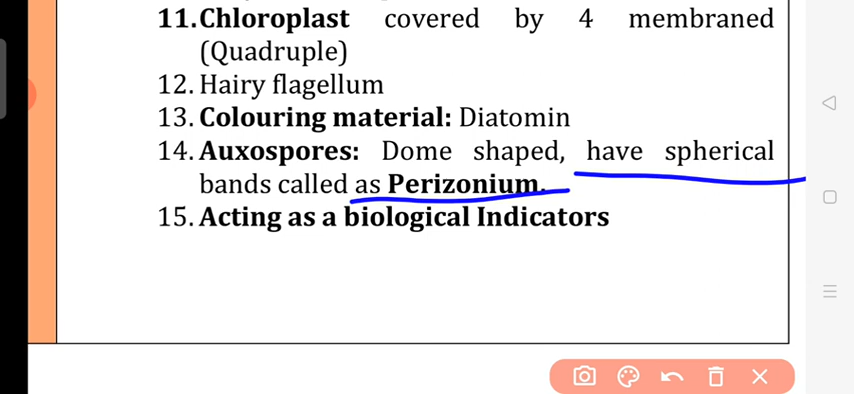 11. Chloroplast covered by 4 membraned
(Quadruple)
12. Hairy flagellum
13. Colouring material: Diatomin
14. Auxospores: Dome shaped, have spherical
bands called as Perizonium.
15. Acting as a biological Indicators